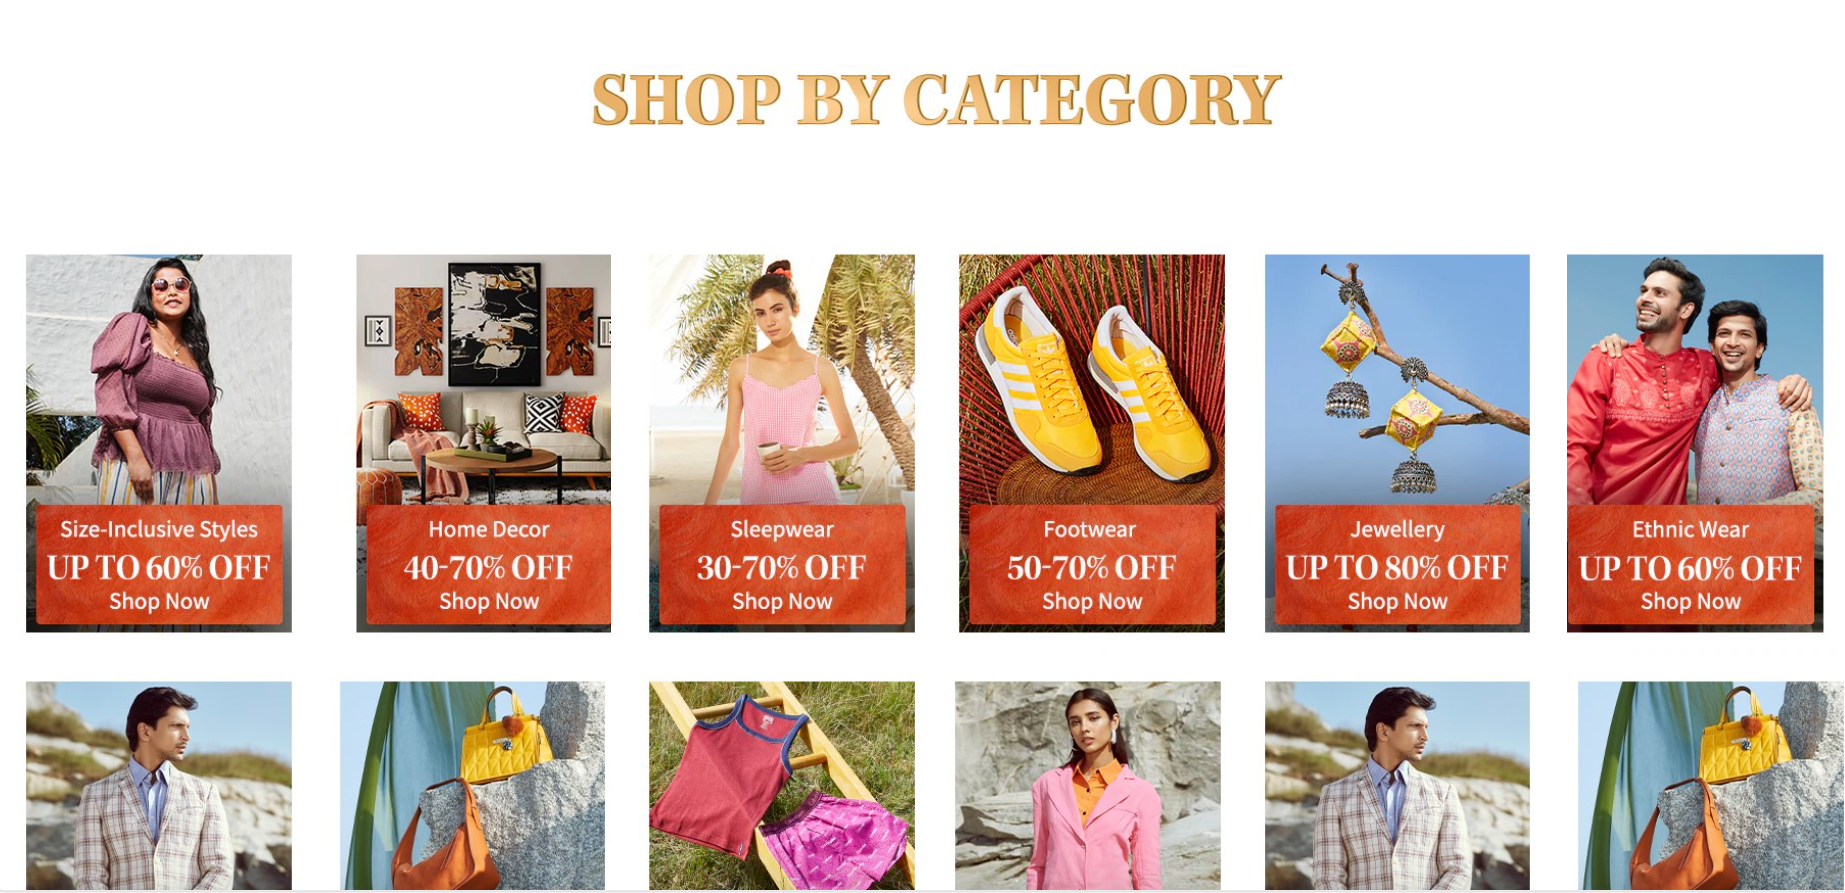 SHOP BY CATEGORY
Size-Inclusive Styles
UP TO 60% OFF
Shop Now
Home Decor
40-70% OFF
Shop Now
Sleepwear
30-70% OFF
Shop Now
Footwear
50-70% OFF
Shop Now
Jewellery
UP TO 80% OFF
Shop Now
Ethnic Wear
UP TO 60% OFF
Shop Now